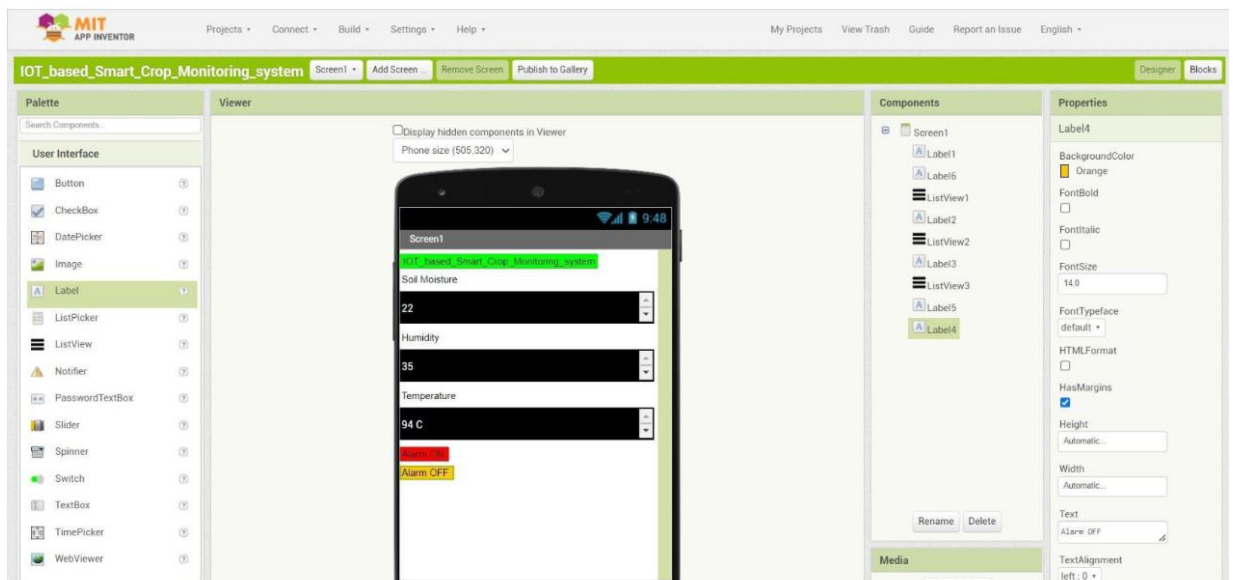 MIT
APP INVENTOR
Projects
Connect
Build
Settings
Help
My Projects
View Trash
Guide
Report an Issue
English
IOT_based_Smart_Crop_Monitoring_system
Screen1
Add Screen ...
Remove Screen
Publish to Gallery
Designer
Blocks
Palette
Search Components...
User Interface
Button
CheckBox
DatePicker
Image
Label
ListPicker
ListView
Notifier
PasswordTextBox
Slider
Spinner
Switch
TextBox
TimePicker
WebViewer
Viewer
Display hidden components in Viewer
Phone size (505,320)
9:48
Screen1
IOT_based_Smart_Crop_Monitoring_system
Soil Moisture
22
Humidity
35
Temperature
94 C
Alarm ON
Alarm OFF
Components
Screen1
Label1
Label6
ListView1
Label2
ListView2
Label3
ListView3
Label5
Label4
Rename
Delete
Media
Properties
Label4
BackgroundColor
Orange
FontBold
FontItalic
FontSize
14.0
FontTypeface
default
HTMLFormat
HasMargins
Height
Automatic...
Width
Automatic...
Text
Alarm OFF
TextAlignment
left : 0